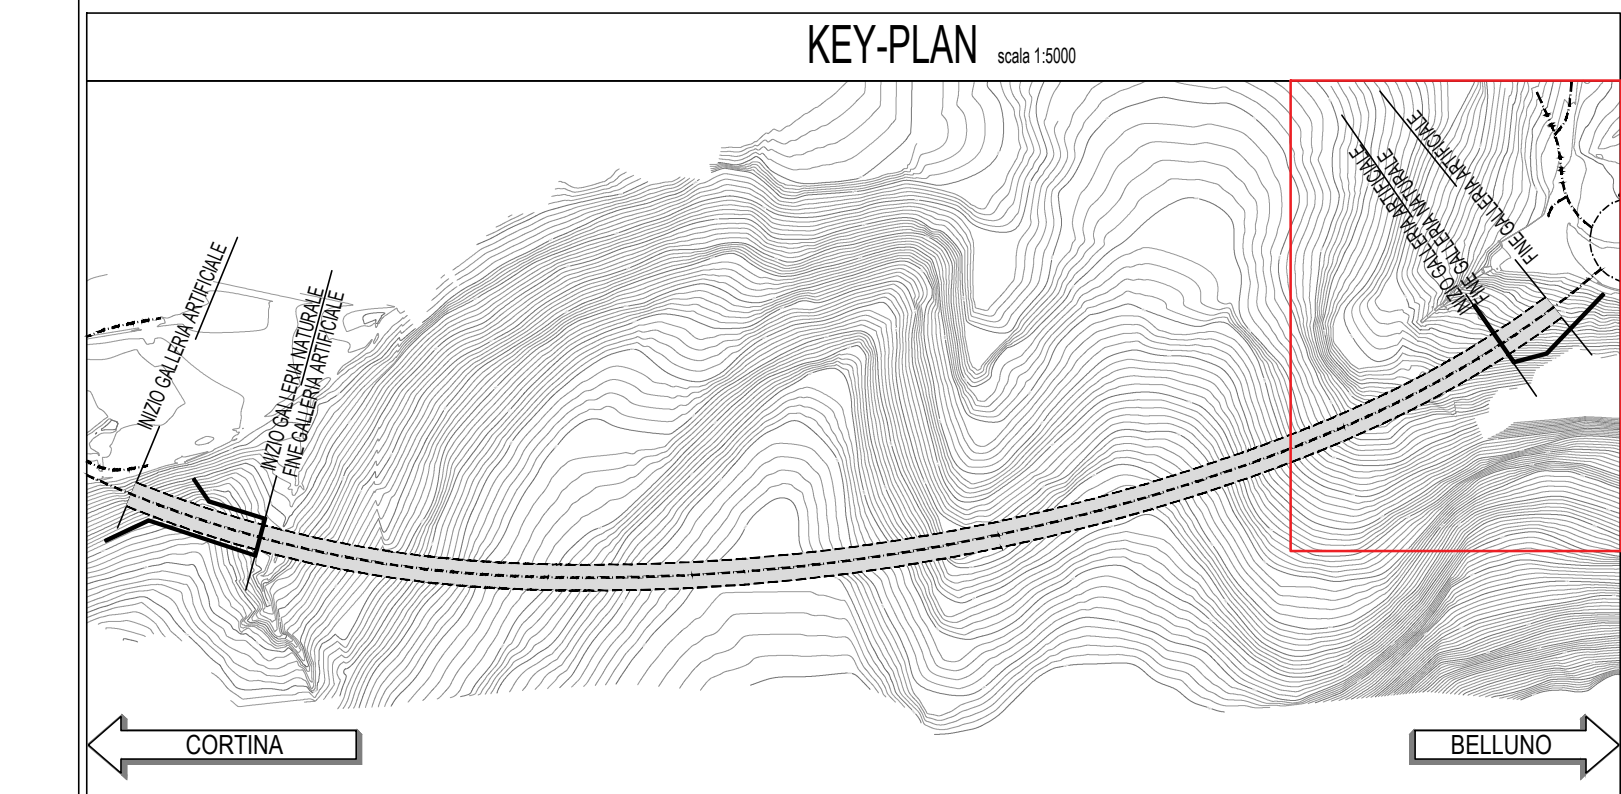 KEY-PLAN scala 1:5000
INIZIO GALLERIA ARTIFICIALE
INIZIO GALLERIA NATURALE
FINE GALLERIA ARTIFICIALE
INIZIO GALLERIA ARTIFICIALE
FINE GALLERIA NATURALE
FINE GALLERIA ARTIFICIALE
CORTINA
BELLUNO